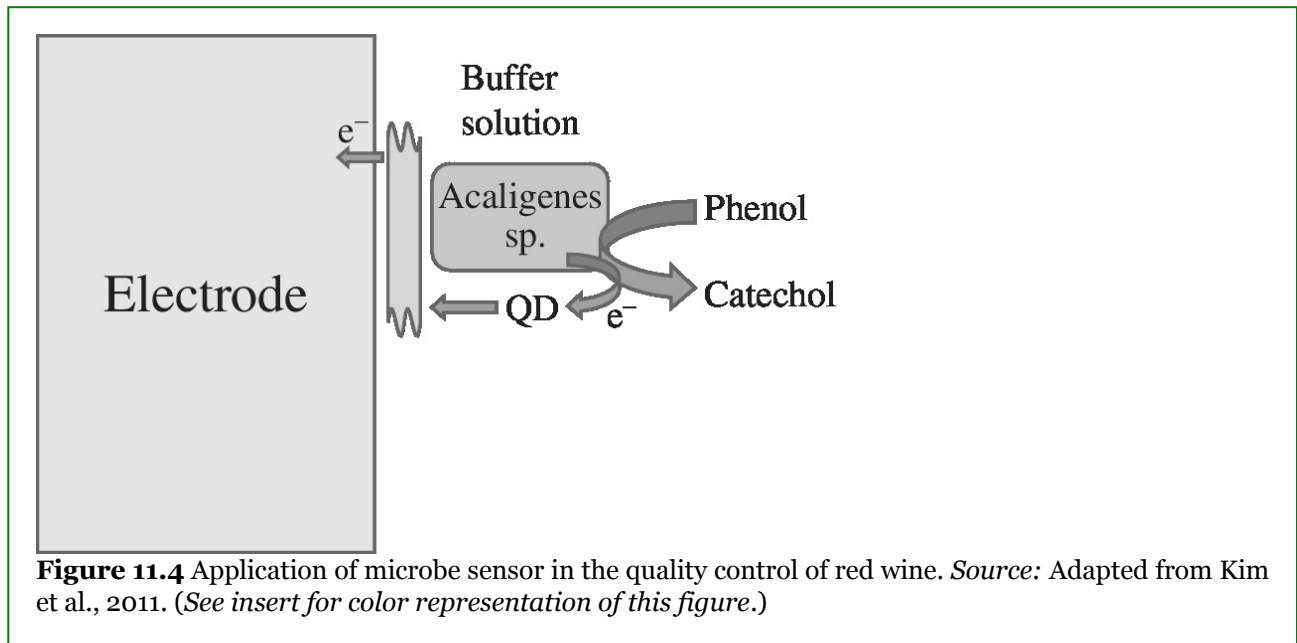 Buffer
solution
e⁻
Acaligenes
sp.
Phenol
Electrode
QD
e⁻
Catechol
Figure 11.4 Application of microbe sensor in the quality control of red wine. Source: Adapted from Kim
et al., 2011. (See insert for color representation of this figure.)